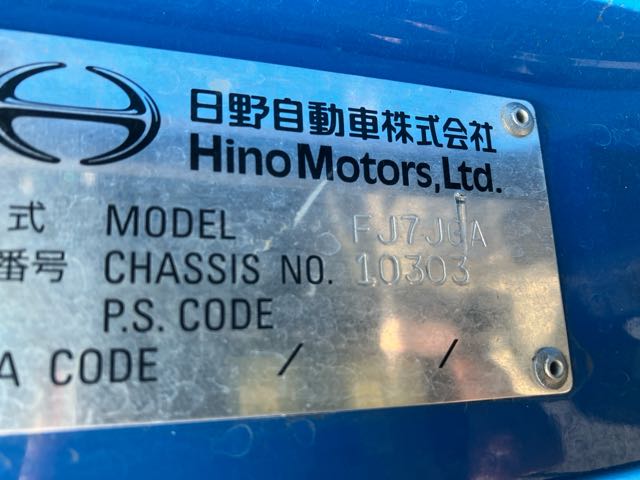 日野自動車株式会社
Hino Motors, Ltd.
式 MODEL FJ7JGA
番号 CHASSIS NO. 10303
P.S. CODE
A CODE / /